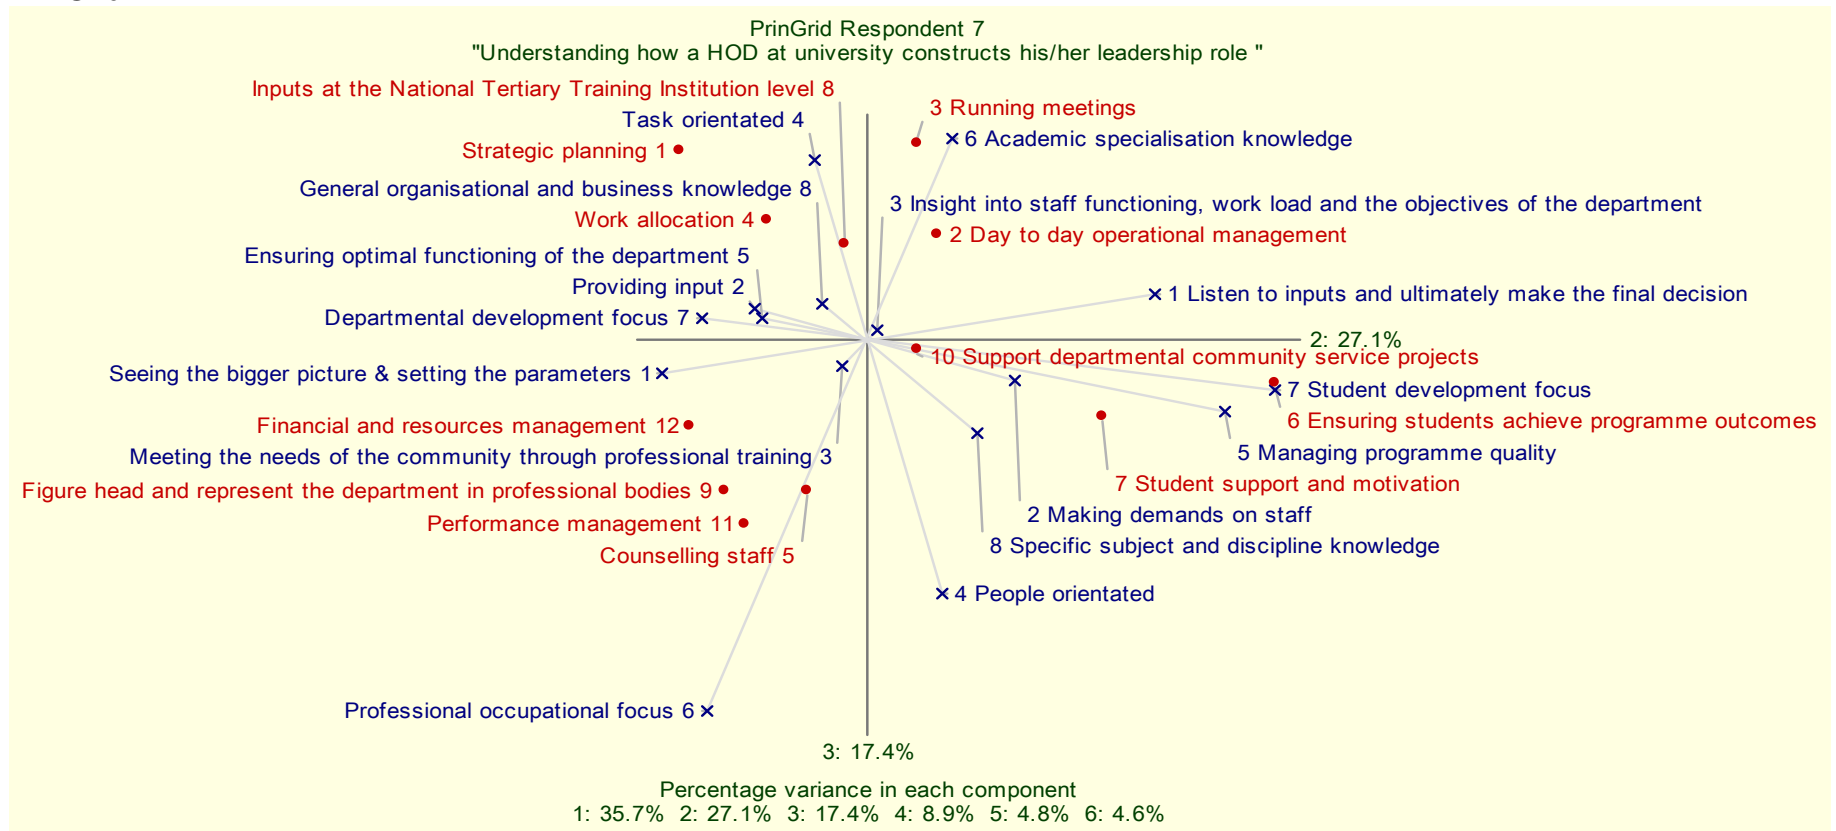 PrinGrid Respondent 7
"Understanding how a HOD at university constructs his/her leadership role "
Inputs at the National Tertiary Training Institution level 8
3 Running meetings
Task orientated 4
6 Academic specialisation knowledge
Strategic planning 1
General organisational and business knowledge 8
3 Insight into staff functioning, work load and the objectives of the department
Work allocation 4
2 Day to day operational management
Ensuring optimal functioning of the department 5
Providing input 2
1 Listen to inputs and ultimately make the final decision
Departmental development focus 7
2: 27.1%
10 Support departmental community service projects
Seeing the bigger picture & setting the parameters 1
7 Student development focus
6 Ensuring students achieve programme outcomes
Financial and resources management 12
5 Managing programme quality
Meeting the needs of the community through professional training 3
7 Student support and motivation
Figure head and represent the department in professional bodies 9
2 Making demands on staff
Performance management 11
8 Specific subject and discipline knowledge
Counselling staff 5
4 People orientated
Professional occupational focus 6
3: 17.4%
Percentage variance in each component
1: 35.7% 2: 27.1% 3: 17.4% 4: 8.9% 5: 4.8% 6: 4.6%